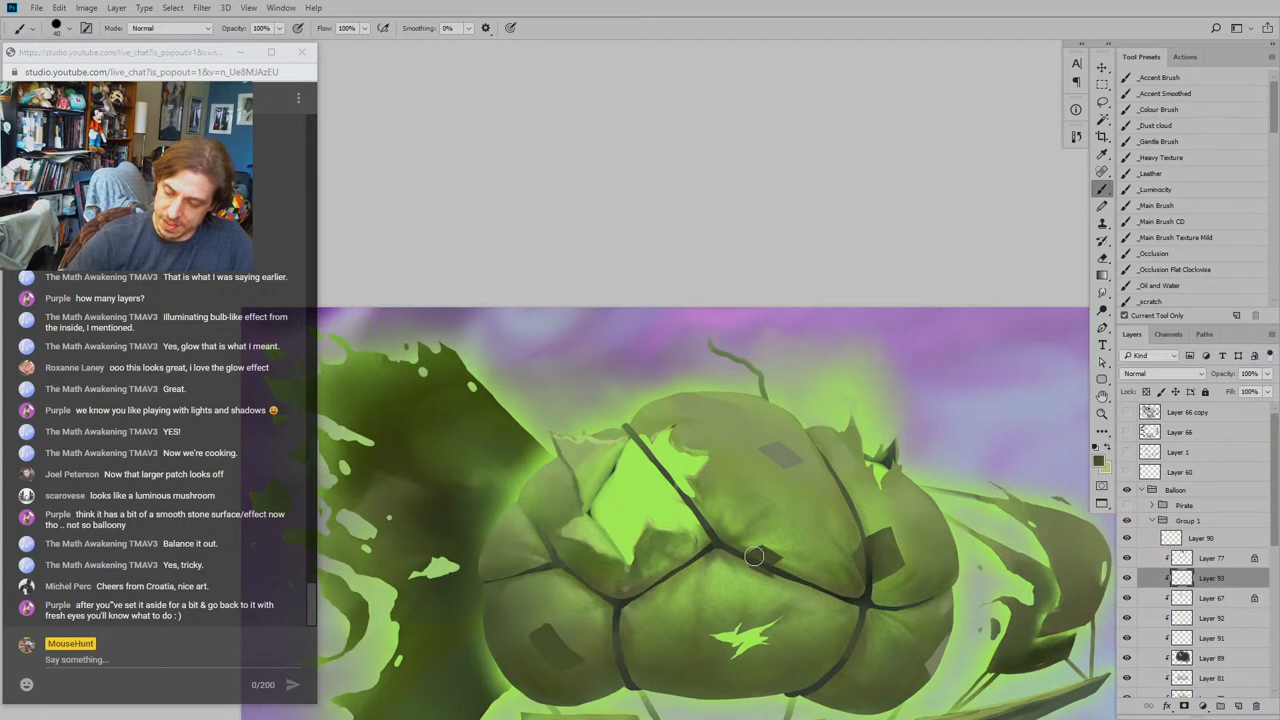 Ps File Edit Image Layer Type Select Filter 3D View Window Help
40 Mode: Normal Opacity: 100% Flow: 100% Smoothing: 0%
https://studio.youtube.com/live_chat?is_popout=1&v=n_...
studio.youtube.com/live_chat?is_popout=1&v=n_Ue8MJAzEU
The Math Awakening TMAV3 That is what I was saying earlier.
Purple how many layers?
The Math Awakening TMAV3 Illuminating bulb-like effect from
the inside, I mentioned.
The Math Awakening TMAV3 Yes, glow that is what I meant.
Roxanne Laney ooo this looks great, i love the glow effect
The Math Awakening TMAV3 Great.
Purple we know you like playing with lights and shadows 😀
The Math Awakening TMAV3 YES!
The Math Awakening TMAV3 Now we're cooking.
Joel Peterson Now that larger patch looks off
scarovese looks like a luminous mushroom
Purple think it has a bit of a smooth stone surface/effect now
tho .. not so balloony
The Math Awakening TMAV3 Balance it out.
The Math Awakening TMAV3 Yes, tricky.
Michel Perc Cheers from Croatia, nice art.
Purple after you"ve set it aside for a bit & go back to it with
fresh eyes you'll know what to do : )
MouseHunt
Say something...
0/200
Tool Presets Actions
_Accent Brush
_Accent Smoothed
_Colour Brush
_Dust cloud
_Gentle Brush
_Heavy Texture
_Leather
_Luminocity
_Main Brush
_Main Brush CD
_Main Brush Texture Mild
_Occlusion
_Occlusion Flat Clockwise
_Oil and Water
_scratch
Current Tool Only
Layers Channels Paths
Kind
Normal Opacity: 100%
Lock: Fill: 100%
Layer 66 copy
Layer 66
Layer 1
Layer 60
Balloon
Pirate
Group 1
Layer 90
Layer 77
Layer 93
Layer 67
Layer 92
Layer 91
Layer 89
Layer 81